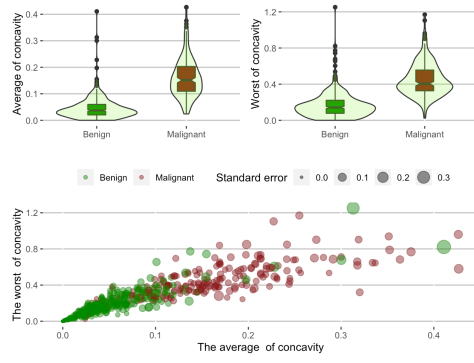 Average of concavity
0.4
0.3
0.2
0.1
0.0
Benign
Malignant
Worst of concavity
1.2
0.8
0.4
0.0
Benign
Malignant
Benign
Malignant
Standard error
0.0
0.1
0.2
0.3
The worst of concavity
1.2
0.8
0.4
0.0
0.0
0.1
0.2
0.3
0.4
The average of concavity